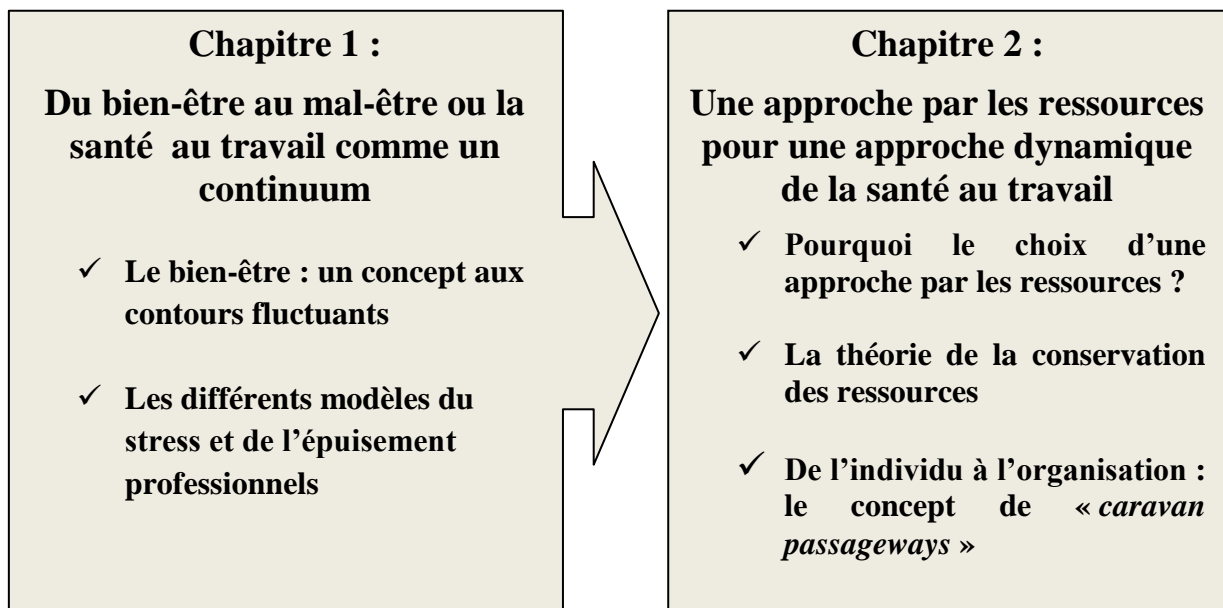 Chapitre 1 :
Du bien-être au mal-être ou la
santé au travail comme un
continuum
✓ Le bien-être : un concept aux
contours fluctuants
✓ Les différents modèles du
stress et de l’épuisement
professionnels
Chapitre 2 :
Une approche par les ressources
pour une approche dynamique
de la santé au travail
✓ Pourquoi le choix d’une
approche par les ressources ?
✓ La théorie de la conservation
des ressources
✓ De l’individu à l’organisation :
le concept de « caravan
passageways »